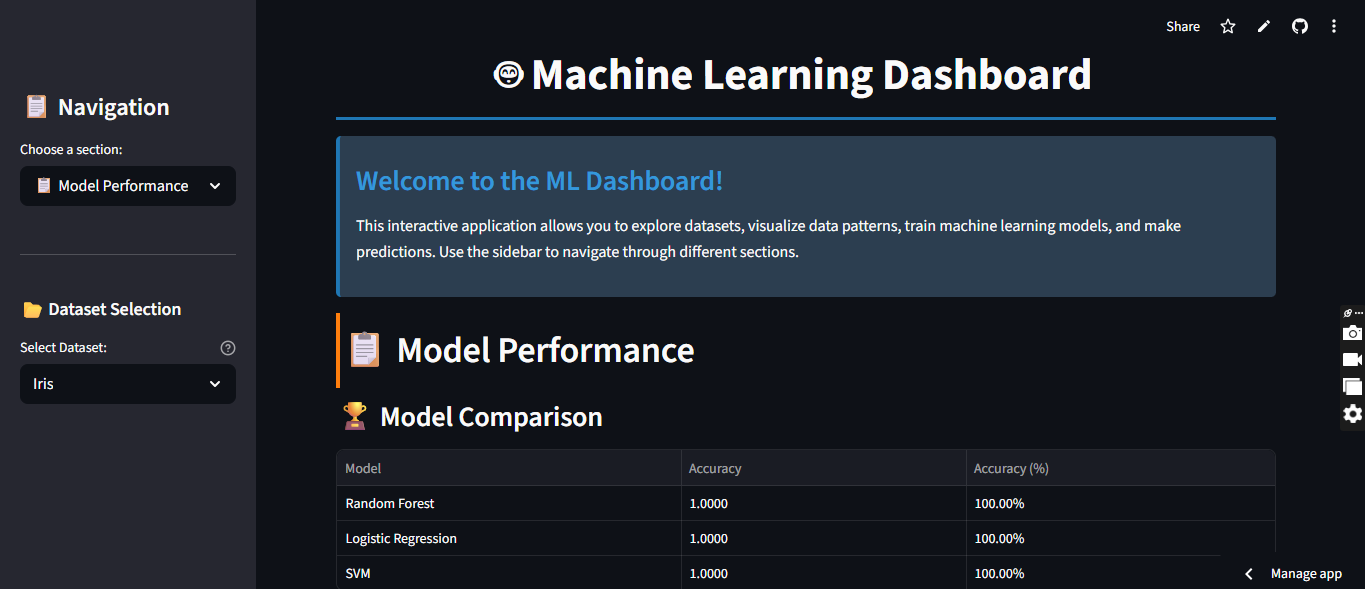 Share
Machine Learning Dashboard
Navigation
Choose a section:
Model Performance
Dataset Selection
Select Dataset:
Iris
Welcome to the ML Dashboard!
This interactive application allows you to explore datasets, visualize data patterns, train machine learning models, and make
predictions. Use the sidebar to navigate through different sections.
Model Performance
Model Comparison
Model Accuracy Accuracy (%)
Random Forest 1.0000 100.00%
Logistic Regression 1.0000 100.00%
SVM 1.0000 100.00%
Manage app